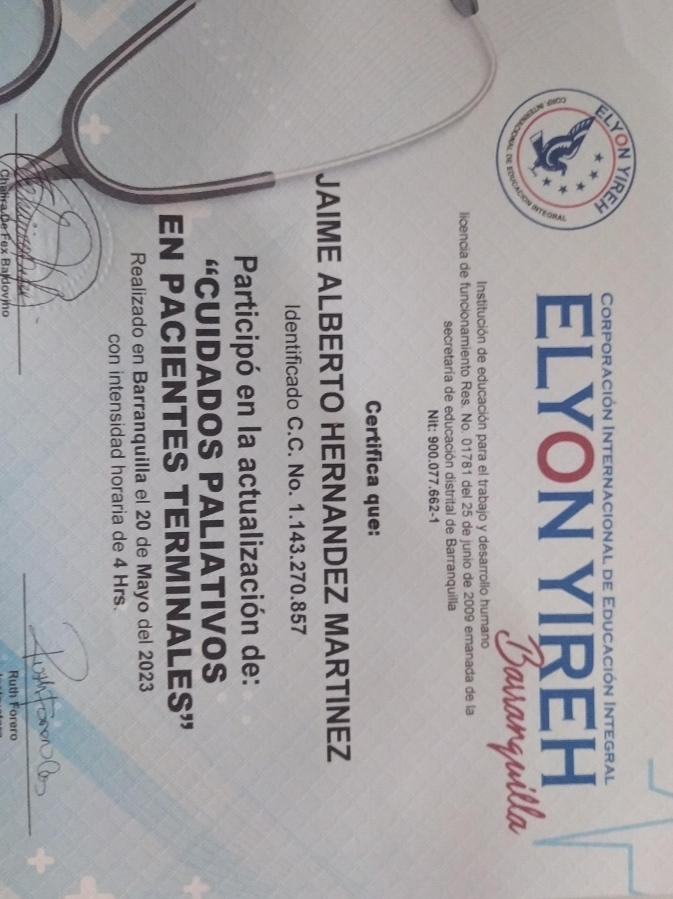 CORP. INTERNACIONAL DE EDUCACION INTEGRAL
ELYON YIREH
CORPORACIÓN INTERNACIONAL DE EDUCACIÓN INTEGRAL
ELYON YIREH
Barranquilla
Institución de educación para el trabajo y desarrollo humano
licencia de funcionamiento Res. No. 01781 del 25 de junio de 2009 emanada de la
secretaría de educación distrital de Barranquilla
Nit: 900.077.662-1
Certifica que:
JAIME ALBERTO HERNANDEZ MARTINEZ
Identificado C.C. No. 1.143.270.857
Participó en la actualización de:
“CUIDADOS PALIATIVOS
EN PACIENTES TERMINALES”
Realizado en Barranquilla el 20 de Mayo del 2023
con intensidad horaria de 4 Hrs.
De Fex Baldovino
Ruth Forero